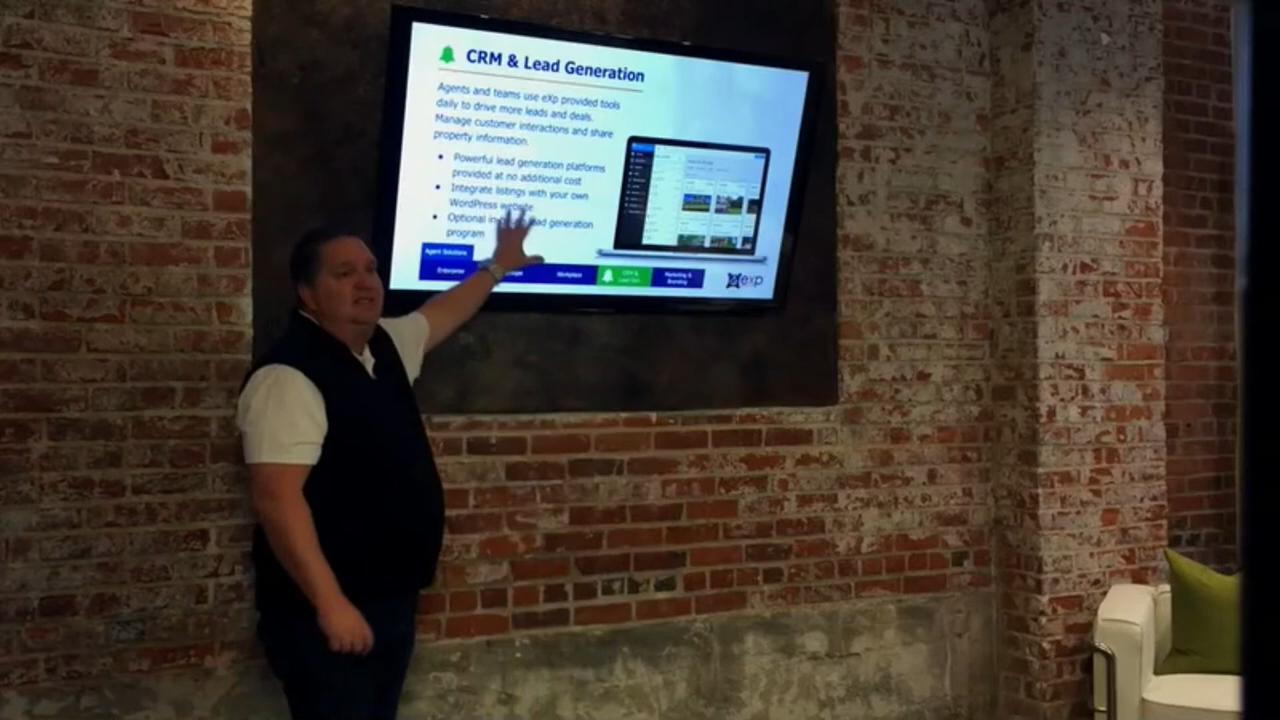 CRM & Lead Generation
Agents and teams use eXp provided tools
daily to drive more leads and deals.
Manage customer interactions and share
property information.
• Powerful lead generation platforms
provided at no additional cost
• Integrate listings with your own
WordPress website
• Optional lead generation
program
Agent Solutions
Enterprise
Workplace
CRM &
Lead Gen
Marketing &
Branding
exp